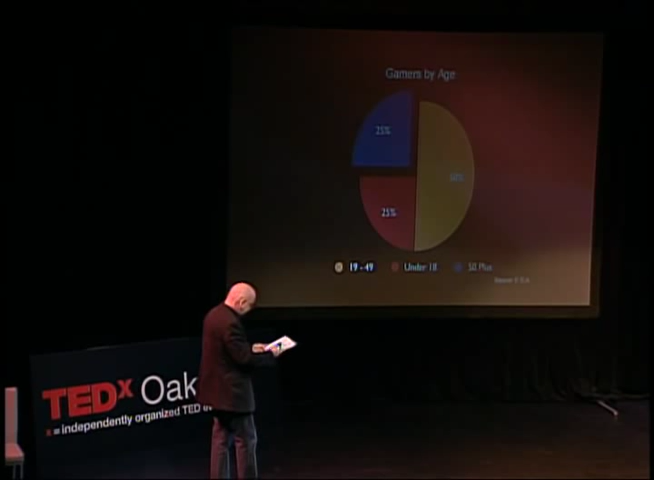 Gamers by Age
25%
50%
25%
19 - 49 Under 18 50 Plus
TEDx Oak
x = independently organized TED